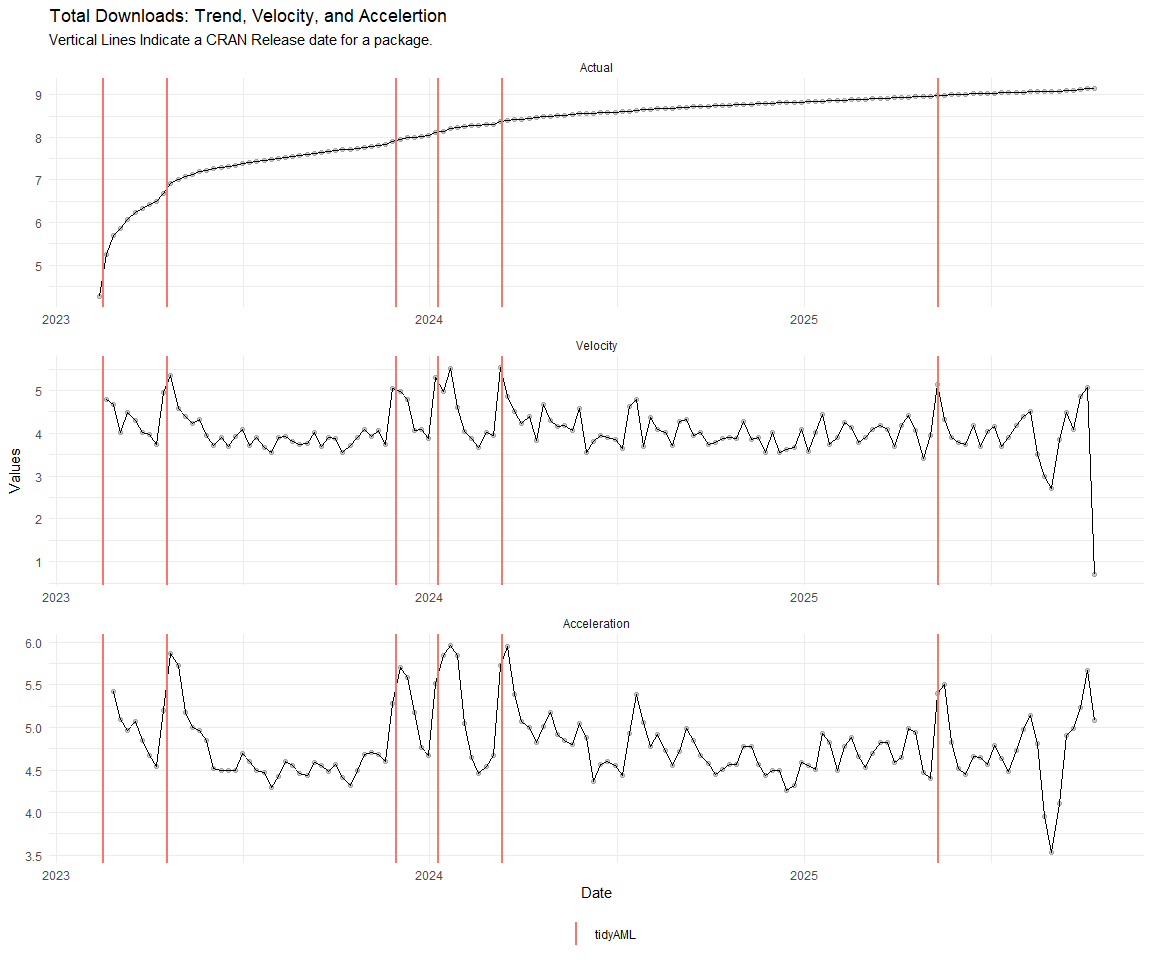 Total Downloads: Trend, Velocity, and Accelertion
Vertical Lines Indicate a CRAN Release date for a package.
Actual
9
8
7
6
5
2023 2024 2025
Velocity
5
4
3
2
1
2023 2024 2025
Values
Acceleration
6.0
5.5
5.0
4.5
4.0
3.5
2023 2024 2025
Date
tidyAML